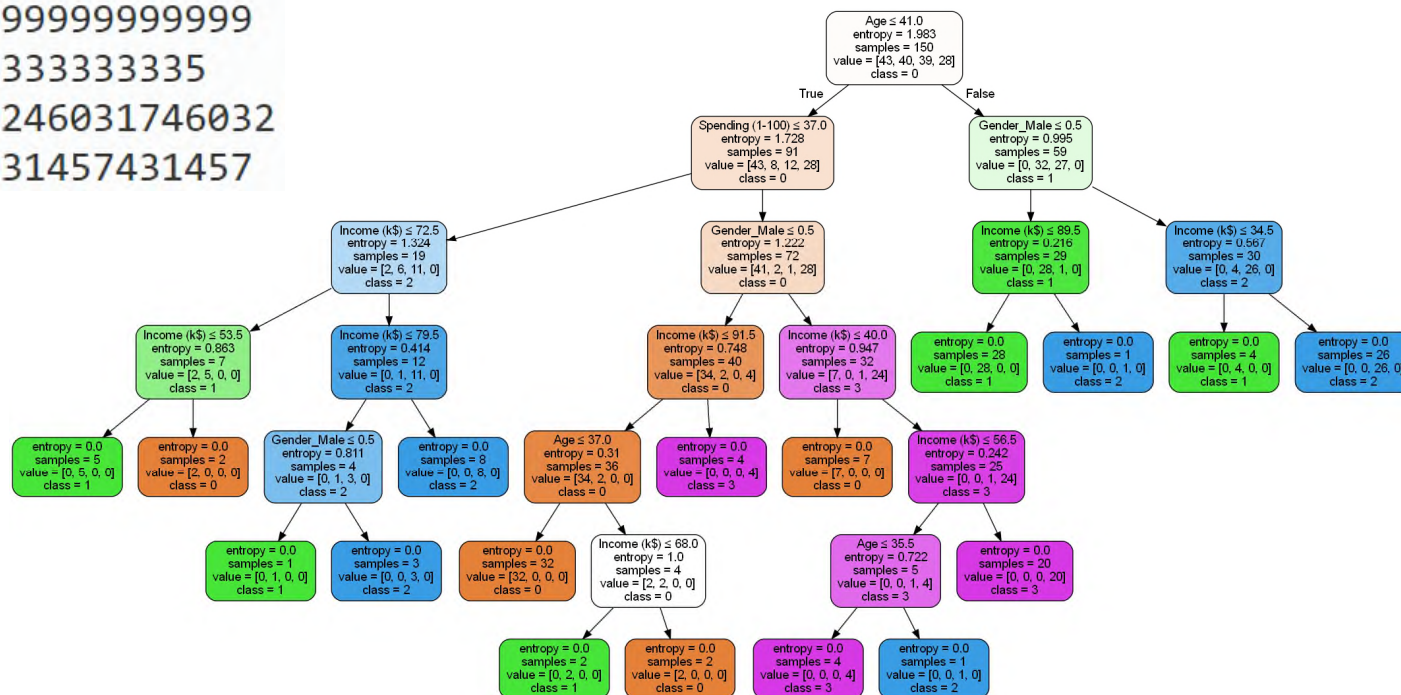 99999999999
333333335
246031746032
31457431457
Age ≤ 41.0
entropy = 1.983
samples = 150
value = [43, 40, 39, 28]
class = 0
True
False
Spending (1-100) ≤ 37.0
entropy = 1.728
samples = 91
value = [43, 8, 12, 28]
class = 0
Gender_Male ≤ 0.5
entropy = 0.995
samples = 59
value = [0, 32, 27, 0]
class = 1
Income (k$) ≤ 72.5
entropy = 1.324
samples = 19
value = [2, 6, 11, 0]
class = 2
Gender_Male ≤ 0.5
entropy = 1.222
samples = 72
value = [41, 2, 1, 28]
class = 0
Income (k$) ≤ 89.5
entropy = 0.216
samples = 29
value = [0, 28, 1, 0]
class = 1
Income (k$) ≤ 34.5
entropy = 0.567
samples = 30
value = [0, 4, 26, 0]
class = 2
Income (k$) ≤ 53.5
entropy = 0.863
samples = 7
value = [2, 5, 0, 0]
class = 1
Income (k$) ≤ 79.5
entropy = 0.414
samples = 12
value = [0, 1, 11, 0]
class = 2
Income (k$) ≤ 91.5
entropy = 0.748
samples = 40
value = [34, 2, 0, 4]
class = 0
Income (k$) ≤ 40.0
entropy = 0.947
samples = 32
value = [7, 0, 1, 24]
class = 3
entropy = 0.0
samples = 28
value = [0, 28, 0, 0]
class = 1
entropy = 0.0
samples = 1
value = [0, 0, 1, 0]
class = 2
entropy = 0.0
samples = 4
value = [0, 4, 0, 0]
class = 1
entropy = 0.0
samples = 26
value = [0, 0, 26, 0]
class = 2
entropy = 0.0
samples = 5
value = [0, 5, 0, 0]
class = 1
entropy = 0.0
samples = 2
value = [2, 0, 0, 0]
class = 0
Gender_Male ≤ 0.5
entropy = 0.811
samples = 4
value = [0, 1, 3, 0]
class = 2
entropy = 0.0
samples = 8
value = [0, 0, 8, 0]
class = 2
Age ≤ 37.0
entropy = 0.31
samples = 36
value = [34, 2, 0, 0]
class = 0
entropy = 0.0
samples = 4
value = [0, 0, 0, 4]
class = 3
entropy = 0.0
samples = 7
value = [7, 0, 0, 0]
class = 0
Income (k$) ≤ 56.5
entropy = 0.242
samples = 25
value = [0, 0, 1, 24]
class = 3
entropy = 0.0
samples = 1
value = [0, 1, 0, 0]
class = 1
entropy = 0.0
samples = 3
value = [0, 0, 3, 0]
class = 2
entropy = 0.0
samples = 32
value = [32, 0, 0, 0]
class = 0
Income (k$) ≤ 68.0
entropy = 1.0
samples = 4
value = [2, 2, 0, 0]
class = 0
Age ≤ 35.5
entropy = 0.722
samples = 5
value = [0, 0, 1, 4]
class = 3
entropy = 0.0
samples = 20
value = [0, 0, 0, 20]
class = 3
entropy = 0.0
samples = 2
value = [0, 2, 0, 0]
class = 1
entropy = 0.0
samples = 2
value = [2, 0, 0, 0]
class = 0
entropy = 0.0
samples = 4
value = [0, 0, 0, 4]
class = 3
entropy = 0.0
samples = 1
value = [0, 0, 1, 0]
class = 2